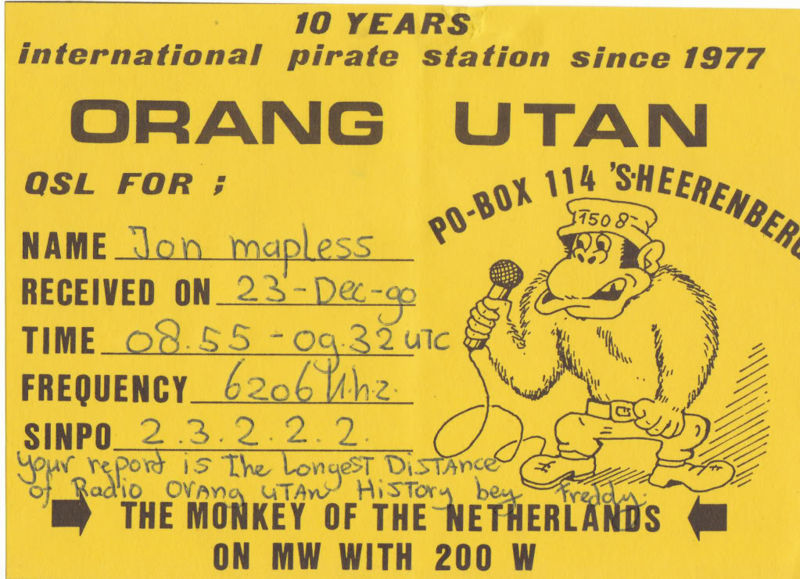 10 YEARS
international pirate station since 1977
ORANG UTAN
QSL FOR ;
PO-BOX 114 'S-HEERENBERG
1508-
NAME Jon mapless
RECEIVED ON 23-Dec-90
TIME 08.55 - 09.32 UTC
FREQUENCY 6206 Khz.
SINPO 2.3.2.2.2.
your report is The Longest DisTAnce
of Radio OrAng UTAn HiSTory bey Freddy.
THE MONKEY OF THE NETHERLANDS
ON MW WITH 200 W